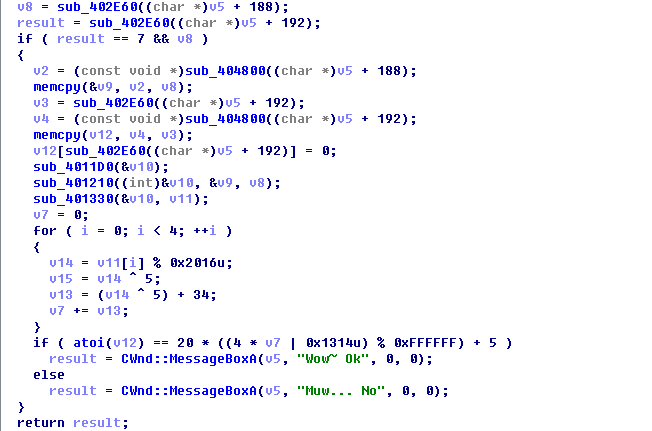 v8 = sub_402E60((char *)v5 + 188);
result = sub_402E60((char *)v5 + 192);
if ( result == 7 && v8 )
{
v2 = (const void *)sub_404800((char *)v5 + 188);
memcpy(&v9, v2, v8);
v3 = sub_402E60((char *)v5 + 192);
v4 = (const void *)sub_404800((char *)v5 + 192);
memcpy(v12, v4, v3);
v12[sub_402E60((char *)v5 + 192)] = 0;
sub_4011D0(&v10);
sub_401210((int)&v10, &v9, v8);
sub_401330(&v10, v11);
v7 = 0;
for ( i = 0; i < 4; ++i )
{
v14 = v11[i] % 0x2016u;
v15 = v14 ^ 5;
v13 = (v14 ^ 5) + 34;
v7 += v13;
}
if ( atoi(v12) == 20 * ((4 * v7 | 0x1314u) % 0xFFFFFF) + 5 )
result = CWnd::MessageBoxA(v5, "Wow~ Ok", 0, 0);
else
result = CWnd::MessageBoxA(v5, "Muw... No", 0, 0);
}
return result;